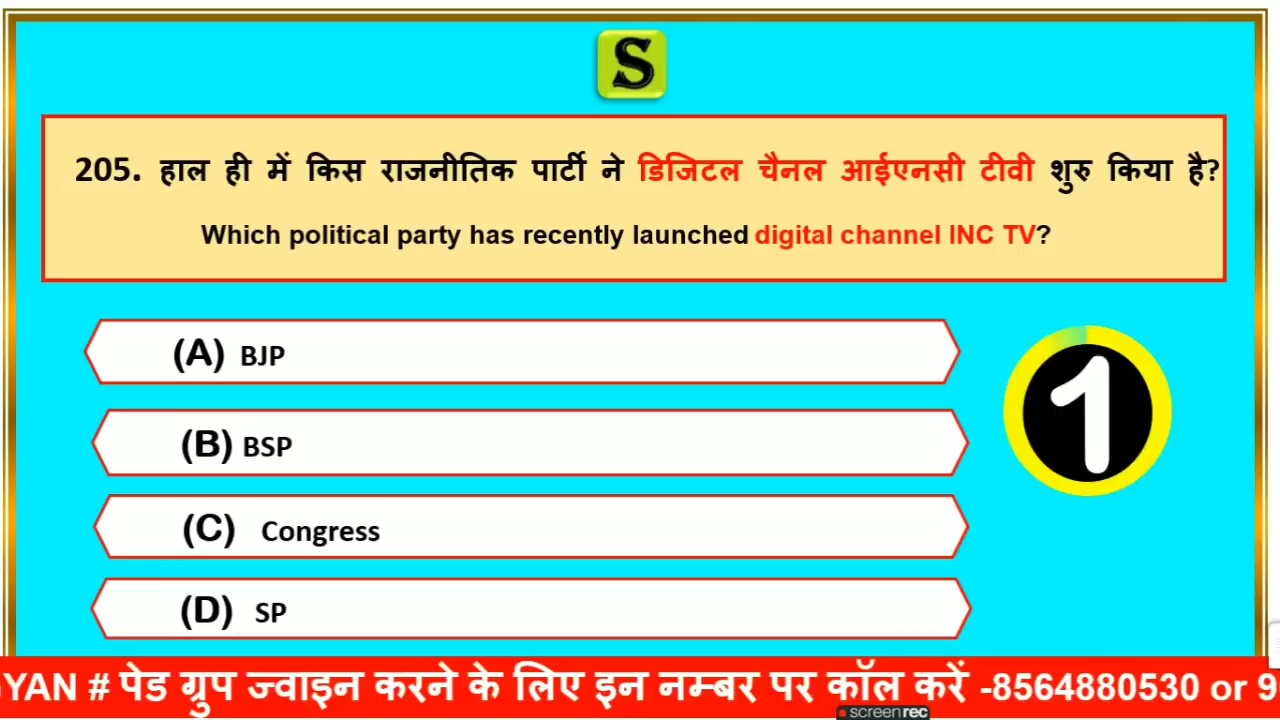 S
205. हाल ही में किस राजनीतिक पार्टी ने डिजिटल चैनल आईएनसी टीवी शुरु किया है?
Which political party has recently launched digital channel INC TV?
(A) BJP
(B) BSP
1
(C) Congress
(D) SP
YAN # पेड ग्रुप ज्वाइन करने के लिए इन नम्बर पर कॉल करें -8564880530 or 9
screenrec